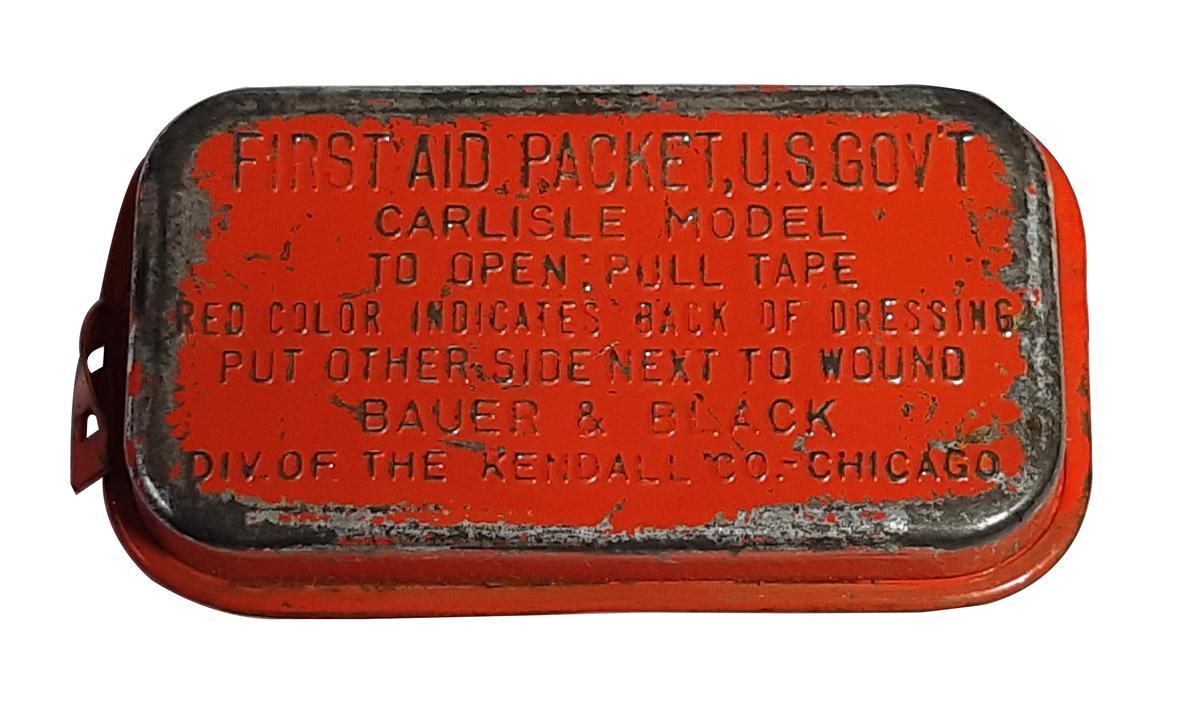 FIRST AID PACKET, U.S. GOV'T
CARLISLE MODEL
TO OPEN: PULL TAPE
RED COLOR INDICATES BACK OF DRESSING
PUT OTHER SIDE NEXT TO WOUND
BAUER & BLACK
DIV. OF THE KENDALL CO.-CHICAGO